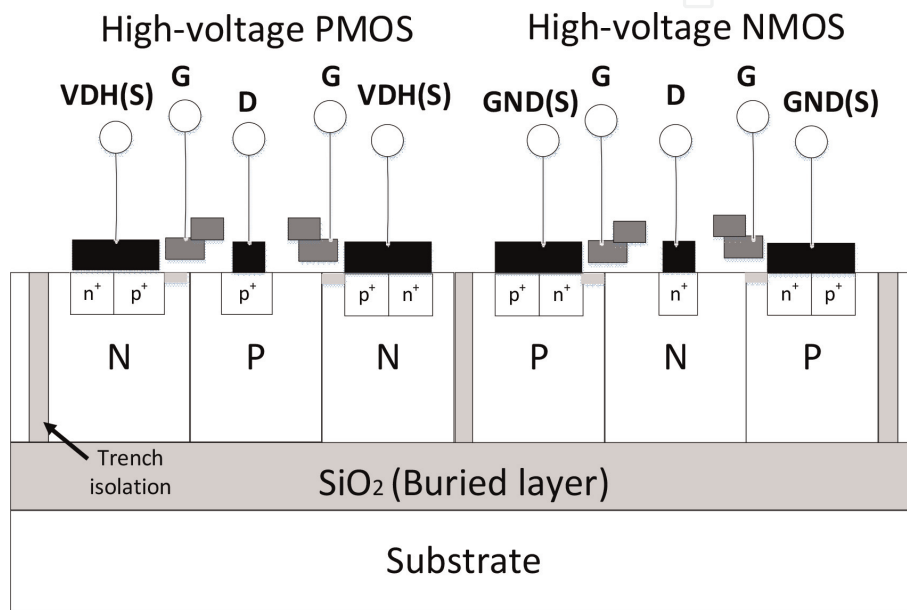 High-voltage PMOS
High-voltage NMOS
VDH(S) G D G VDH(S)
GND(S) G D G GND(S)
n+ p+ p+ p+ n+
p+ n+ n+ n+ p+
N P N
P N P
Trench
isolation
SiO2 (Buried layer)
Substrate